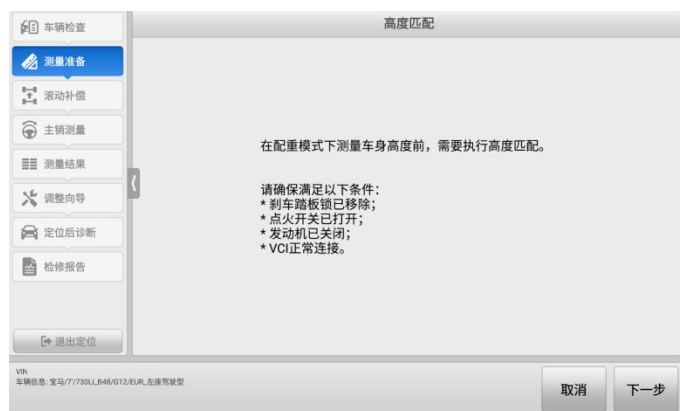 车辆检查
高度匹配
测量准备
滚动补偿
主销测量
测量结果
调整向导
定位后诊断
检修报告
退出定位
在配重模式下测量车身高度前，需要执行高度匹配。
请确保满足以下条件：
* 刹车踏板锁已移除；
* 点火开关已打开；
* 发动机已关闭；
* VCI正常连接。
VIN
车辆信息: 宝马/7'/730Li_B48/G12/EUR_左座驾驶型
取消
下一步